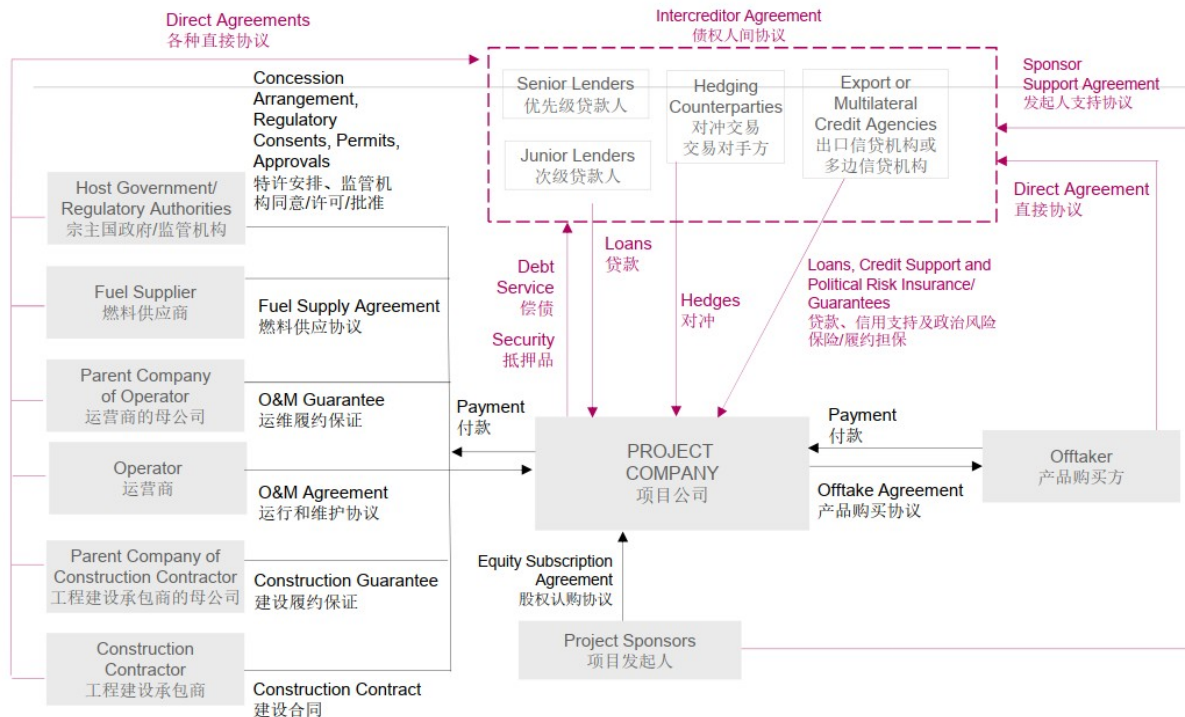 Direct Agreements
各种直接协议
Intercreditor Agreement
债权人间协议
Concession
Arrangement,
Regulatory
Consents, Permits,
Approvals
特许安排、监管机
构同意/许可/批准
Senior Lenders
优先级贷款人
Junior Lenders
次级贷款人
Hedging
Counterparties
对冲交易
交易对手方
Export or
Multilateral
Credit Agencies
出口信贷机构或
多边信贷机构
Sponsor
Support Agreement
发起人支持协议
Direct Agreement
直接协议
Host Government/
Regulatory Authorities
宗主国政府/监管机构
Fuel Supplier
燃料供应商
Fuel Supply Agreement
燃料供应协议
Parent Company
of Operator
运营商的母公司
O&M Guarantee
运维履约保证
Operator
运营商
O&M Agreement
运行和维护协议
Parent Company of
Construction Contractor
工程建设承包商的母公司
Construction Guarantee
建设履约保证
Construction
Contractor
工程建设承包商
Construction Contract
建设合同
Debt
Service
偿债
Security
抵押品
Loans
贷款
Hedges
对冲
Loans, Credit Support and
Political Risk Insurance/
Guarantees
贷款、信用支持及政治风险
保险/履约担保
Payment
付款
PROJECT
COMPANY
项目公司
Payment
付款
Offtake Agreement
产品购买协议
Offtaker
产品购买方
Equity Subscription
Agreement
股权认购协议
Project Sponsors
项目发起人